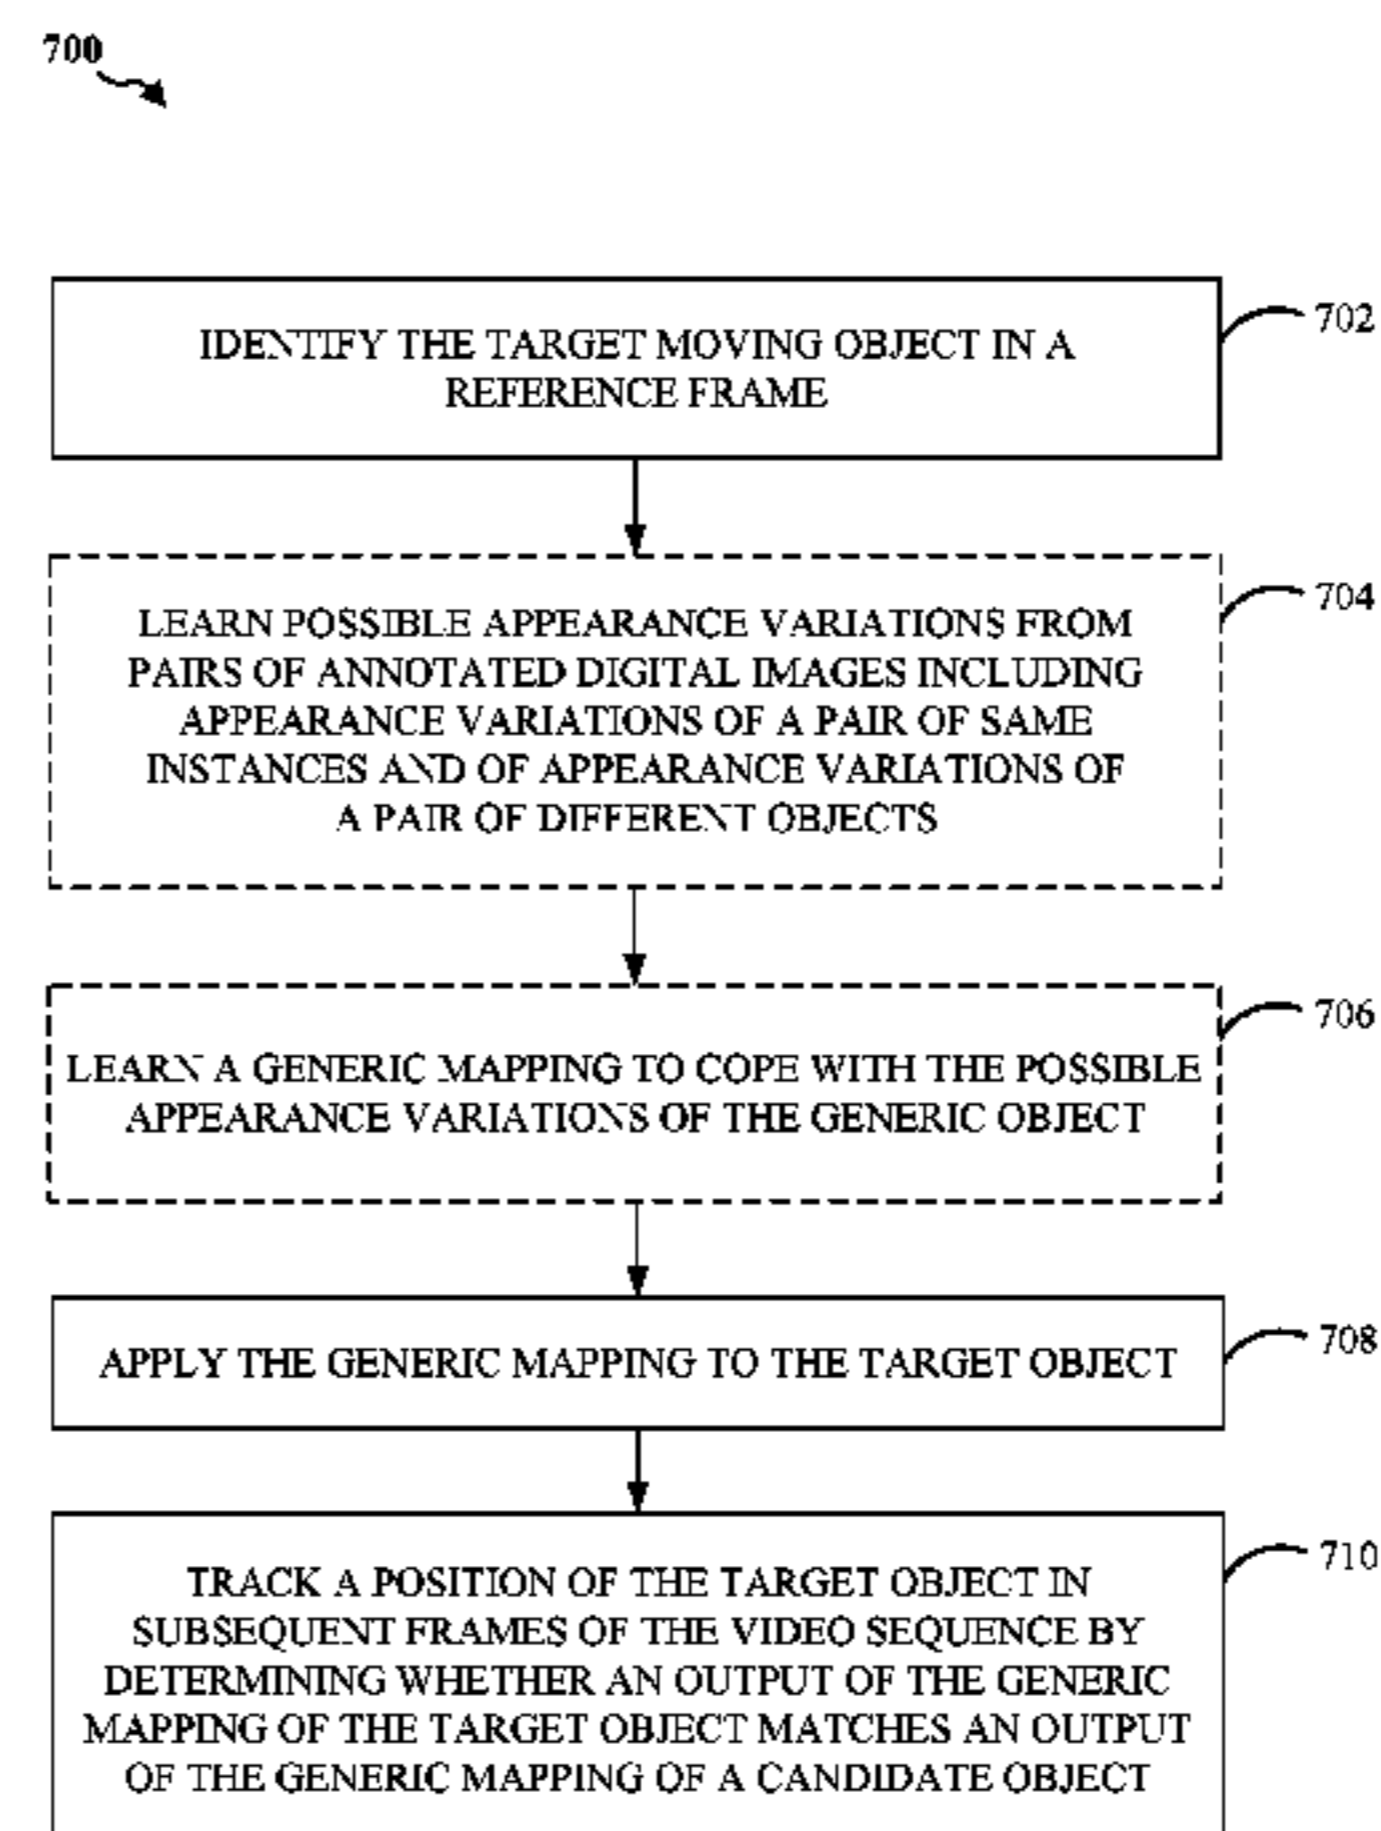 700
IDENTIFY THE TARGET MOVING OBJECT IN A
REFERENCE FRAME
702
LEARN POSSIBLE APPEARANCE VARIATIONS FROM
PAIRS OF ANNOTATED DIGITAL IMAGES INCLUDING
APPEARANCE VARIATIONS OF A PAIR OF SAME
INSTANCES AND OF APPEARANCE VARIATIONS OF
A PAIR OF DIFFERENT OBJECTS
704
LEARN A GENERIC MAPPING TO COPE WITH THE POSSIBLE
APPEARANCE VARIATIONS OF THE GENERIC OBJECT
706
APPLY THE GENERIC MAPPING TO THE TARGET OBJECT
708
TRACK A POSITION OF THE TARGET OBJECT IN
SUBSEQUENT FRAMES OF THE VIDEO SEQUENCE BY
DETERMINING WHETHER AN OUTPUT OF THE GENERIC
MAPPING OF THE TARGET OBJECT MATCHES AN OUTPUT
OF THE GENERIC MAPPING OF A CANDIDATE OBJECT
710